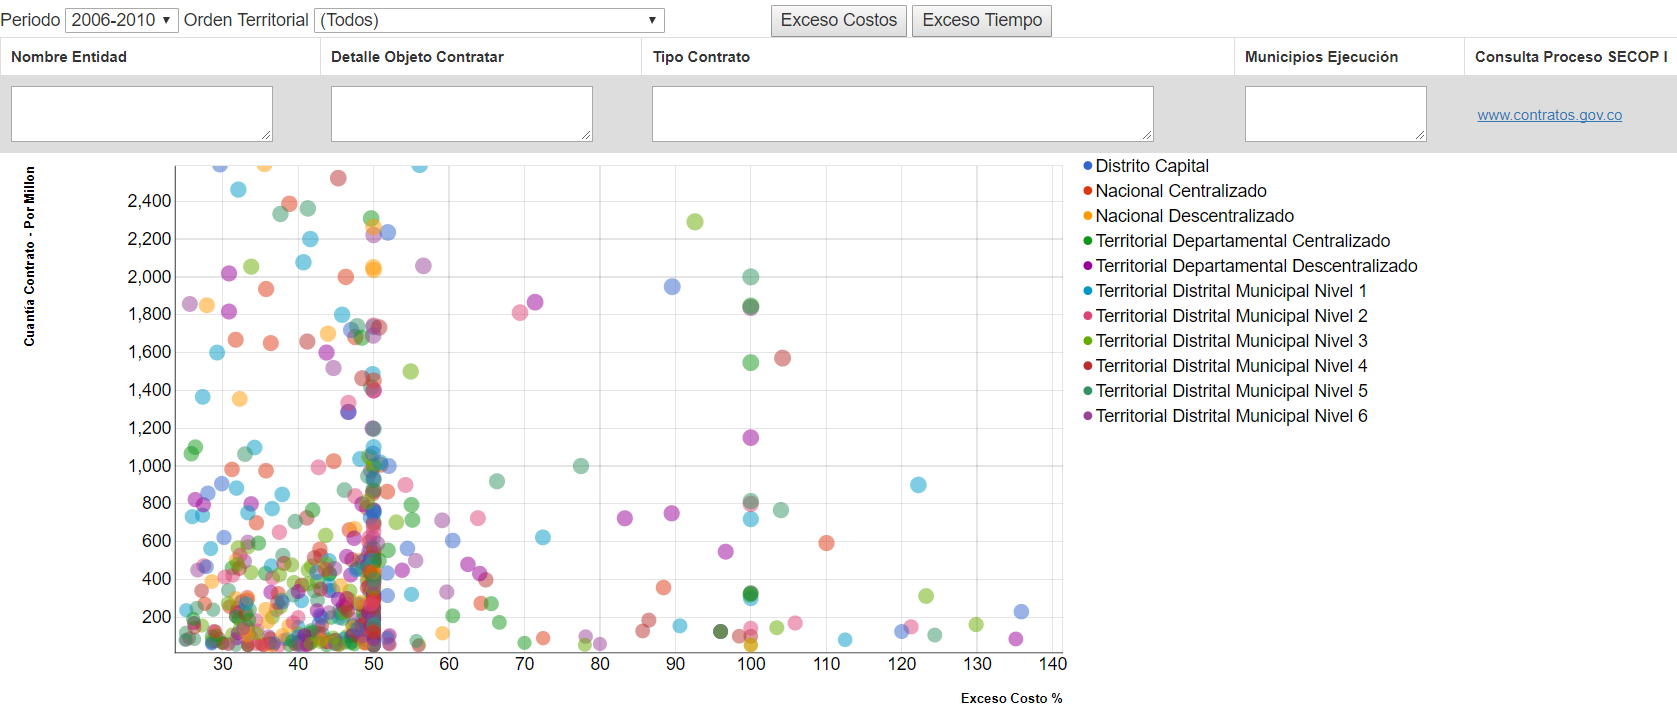 Periodo 2006-2010 Orden Territorial (Todos) Exceso Costos Exceso Tiempo
Nombre Entidad Detalle Objeto Contratar Tipo Contrato Municipios Ejecución Consulta Proceso SECOP I
www.contratos.gov.co
Cuantía Contrato - Por Millon
2,400
2,200
2,000
1,800
1,600
1,400
1,200
1,000
800
600
400
200
30 40 50 60 70 80 90 100 110 120 130 140
Exceso Costo %
Distrito Capital
Nacional Centralizado
Nacional Descentralizado
Territorial Departamental Centralizado
Territorial Departamental Descentralizado
Territorial Distrital Municipal Nivel 1
Territorial Distrital Municipal Nivel 2
Territorial Distrital Municipal Nivel 3
Territorial Distrital Municipal Nivel 4
Territorial Distrital Municipal Nivel 5
Territorial Distrital Municipal Nivel 6